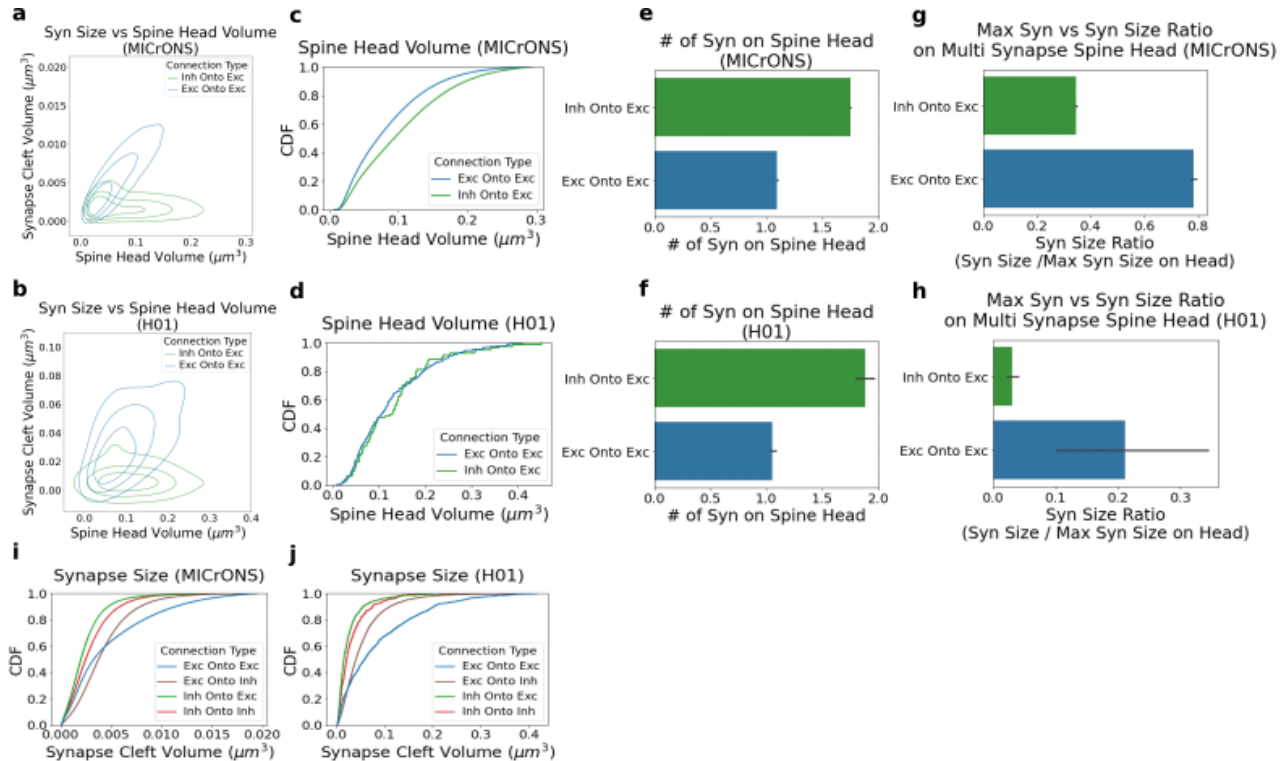 a
Syn Size vs Spine Head Volume
(MICrONS)
Synapse Cleft Volume (μm³)
0.020
0.015
0.010
0.005
0.000
Connection Type
Inh Onto Exc
Exc Onto Exc
0.0 0.1 0.2 0.3
Spine Head Volume (μm³)
b
Syn Size vs Spine Head Volume
(H01)
Synapse Cleft Volume (μm³)
0.10
0.08
0.06
0.04
0.02
0.00
Connection Type
Inh Onto Exc
Exc Onto Exc
0.0 0.1 0.2 0.3 0.4
Spine Head Volume (μm³)
c
Spine Head Volume (MICrONS)
CDF
1.0
0.8
0.6
0.4
0.2
0.0
Connection Type
Exc Onto Exc
Inh Onto Exc
0.0 0.1 0.2 0.3
Spine Head Volume (μm³)
d
Spine Head Volume (H01)
CDF
1.0
0.8
0.6
0.4
0.2
0.0
Connection Type
Exc Onto Exc
Inh Onto Exc
0.0 0.1 0.2 0.3 0.4
Spine Head Volume (μm³)
e
# of Syn on Spine Head
(MICrONS)
Inh Onto Exc
Exc Onto Exc
0.0 0.5 1.0 1.5 2.0
# of Syn on Spine Head
f
# of Syn on Spine Head
(H01)
Inh Onto Exc
Exc Onto Exc
0.0 0.5 1.0 1.5 2.0
# of Syn on Spine Head
g
Max Syn vs Syn Size Ratio
on Multi Synapse Spine Head (MICrONS)
Inh Onto Exc
Exc Onto Exc
0.0 0.2 0.4 0.6 0.8
Syn Size Ratio
(Syn Size /Max Syn Size on Head)
h
Max Syn vs Syn Size Ratio
on Multi Synapse Spine Head (H01)
Inh Onto Exc
Exc Onto Exc
0.0 0.1 0.2 0.3
Syn Size Ratio
(Syn Size / Max Syn Size on Head)
i
Synapse Size (MICrONS)
CDF
1.0
0.8
0.6
0.4
0.2
0.0
Connection Type
Exc Onto Exc
Exc Onto Inh
Inh Onto Exc
Inh Onto Inh
0.000 0.005 0.010 0.015 0.020
Synapse Cleft Volume (μm³)
j
Synapse Size (H01)
CDF
1.0
0.8
0.6
0.4
0.2
0.0
Connection Type
Exc Onto Exc
Exc Onto Inh
Inh Onto Exc
Inh Onto Inh
0.0 0.1 0.2 0.3 0.4
Synapse Cleft Volume (μm³)